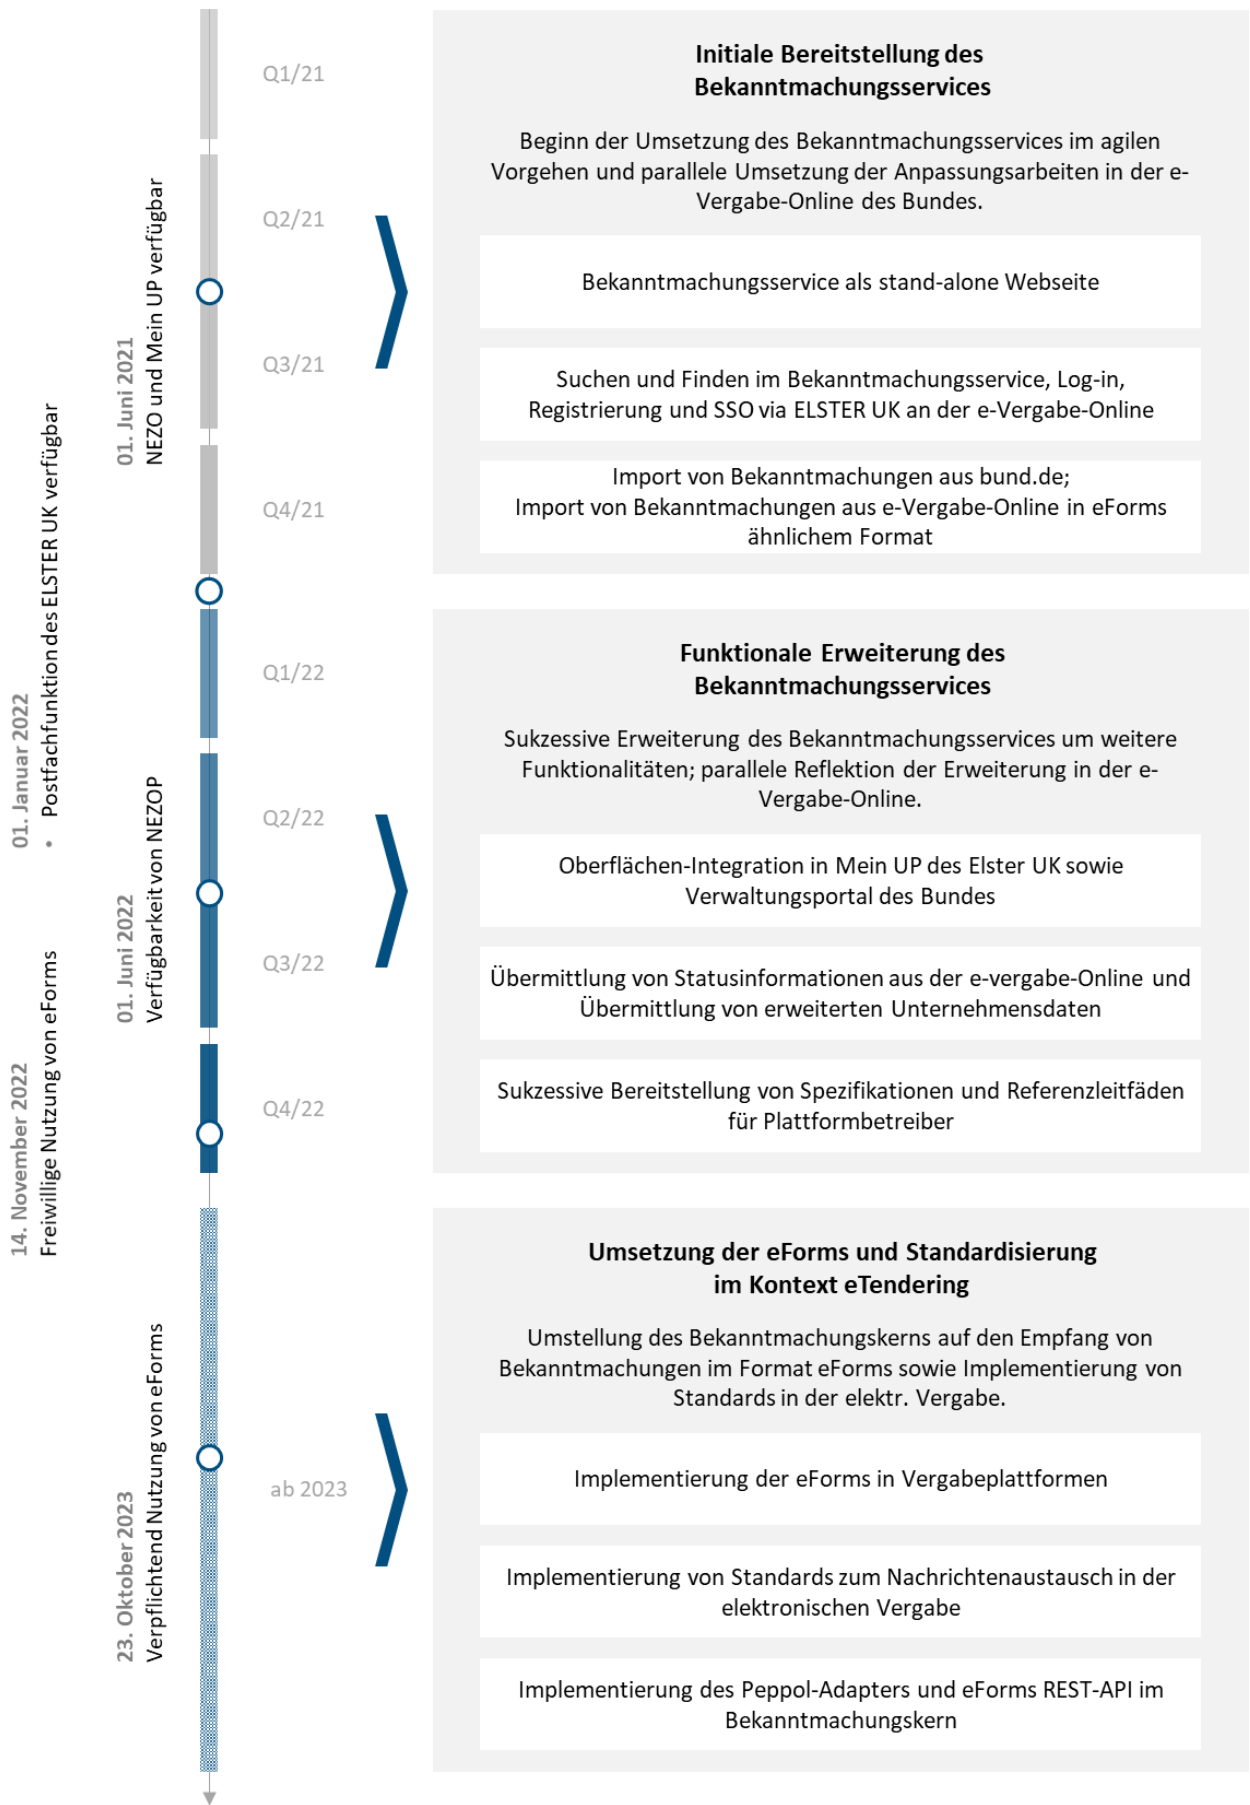 Q1/21
Q2/21
Q3/21
Q4/21
01. Juni 2021
NEZO und Mein UP verfügbar
01. Januar 2022
• Postfachfunktion des ELSTER UK verfügbar
Initiale Bereitstellung des
Bekanntmachungsservices
Beginn der Umsetzung des Bekanntmachungsservices im agilen
Vorgehen und parallele Umsetzung der Anpassungsarbeiten in der e-
Vergabe-Online des Bundes.
Bekanntmachungsservice als stand-alone Webseite
Suchen und Finden im Bekanntmachungsservice, Log-in,
Registrierung und SSO via ELSTER UK an der e-Vergabe-Online
Import von Bekanntmachungen aus bund.de;
Import von Bekanntmachungen aus e-Vergabe-Online in eForms
ähnlichem Format
Q1/22
Q2/22
Q3/22
Q4/22
01. Juni 2022
Verfügbarkeit von NEZOP
14. November 2022
Freiwillige Nutzung von eForms
Funktionale Erweiterung des
Bekanntmachungsservices
Sukzessive Erweiterung des Bekanntmachungsservices um weitere
Funktionalitäten; parallele Reflektion der Erweiterung in der e-
Vergabe-Online.
Oberflächen-Integration in Mein UP des Elster UK sowie
Verwaltungsportal des Bundes
Übermittlung von Statusinformationen aus der e-vergabe-Online und
Übermittlung von erweiterten Unternehmensdaten
Sukzessive Bereitstellung von Spezifikationen und Referenzleitfäden
für Plattformbetreiber
23. Oktober 2023
Verpflichtend Nutzung von eForms
ab 2023
Umsetzung der eForms und Standardisierung
im Kontext eTendering
Umstellung des Bekanntmachungskerns auf den Empfang von
Bekanntmachungen im Format eForms sowie Implementierung von
Standards in der elektr. Vergabe.
Implementierung der eForms in Vergabeplattformen
Implementierung von Standards zum Nachrichtenaustausch in der
elektronischen Vergabe
Implementierung des Peppol-Adapters und eForms REST-API im
Bekanntmachungskern